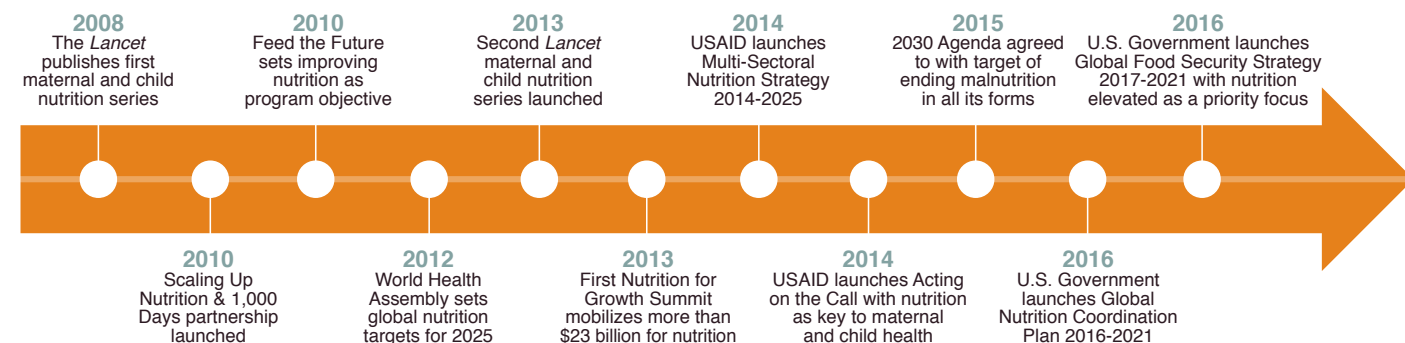 2008
The Lancet
publishes first
maternal and child
nutrition series
2010
Feed the Future
sets improving
nutrition as
program objective
2013
Second Lancet
maternal and
child nutrition
series launched
2014
USAID launches
Multi-Sectoral
Nutrition Strategy
2014-2025
2015
2030 Agenda agreed
to with target of
ending malnutrition
in all its forms
2016
U.S. Government launches
Global Food Security Strategy
2017-2021 with nutrition
elevated as a priority focus
2010
Scaling Up
Nutrition & 1,000
Days partnership
launched
2012
World Health
Assembly sets
global nutrition
targets for 2025
2013
First Nutrition for
Growth Summit
mobilizes more than
$23 billion for nutrition
2014
USAID launches Acting
on the Call with nutrition
as key to maternal
and child health
2016
U.S. Government
launches Global
Nutrition Coordination
Plan 2016-2021